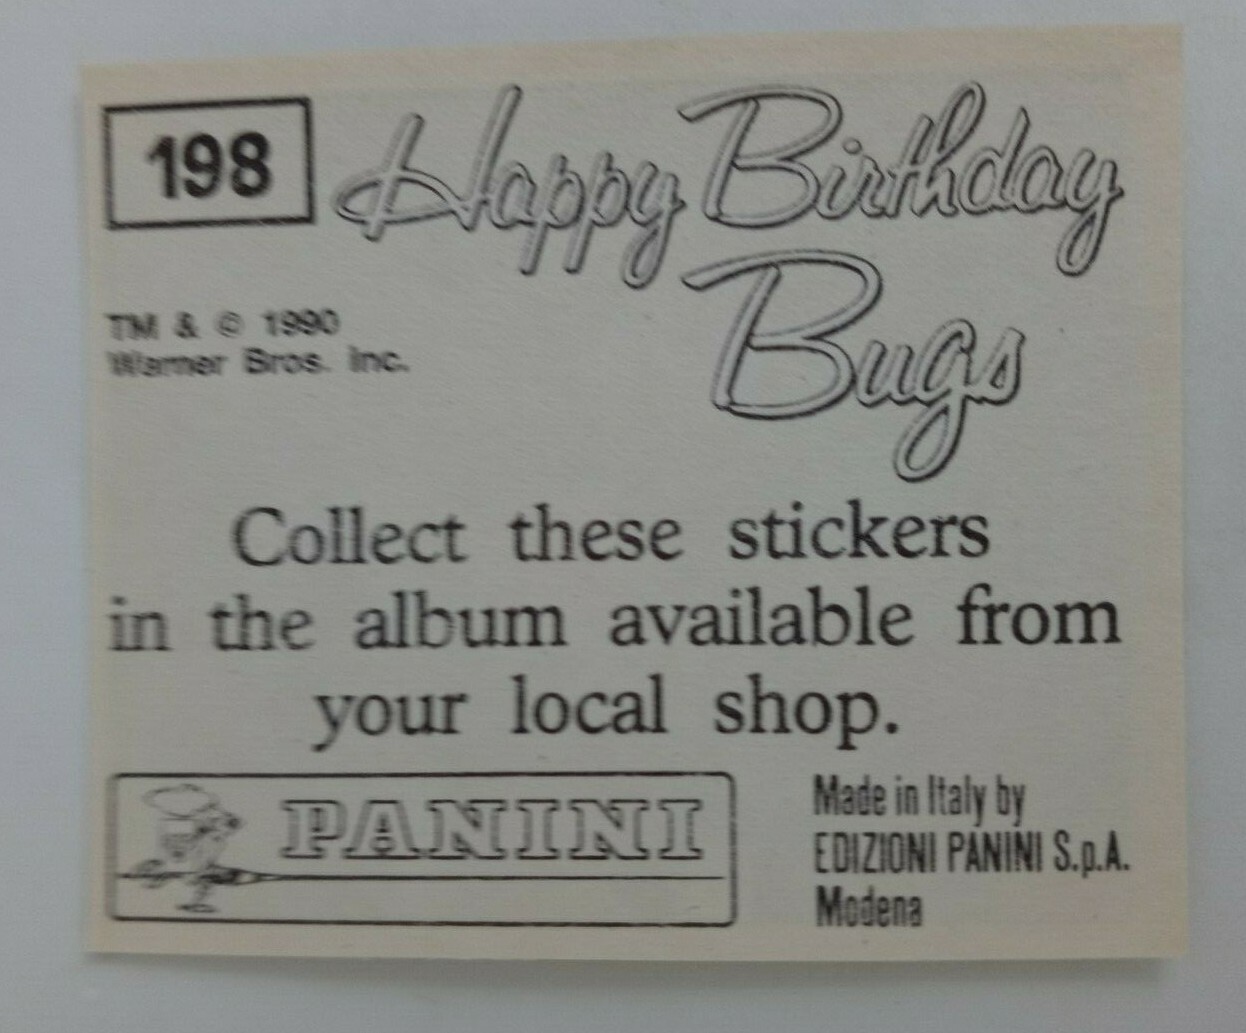 198
Happy Birthday
Bugs
TM & © 1990
Warner Bros. Inc.
Collect these stickers
in the album available from
your local shop.
PANINI
Made in Italy by
EDIZIONI PANINI S.p.A.
Modena